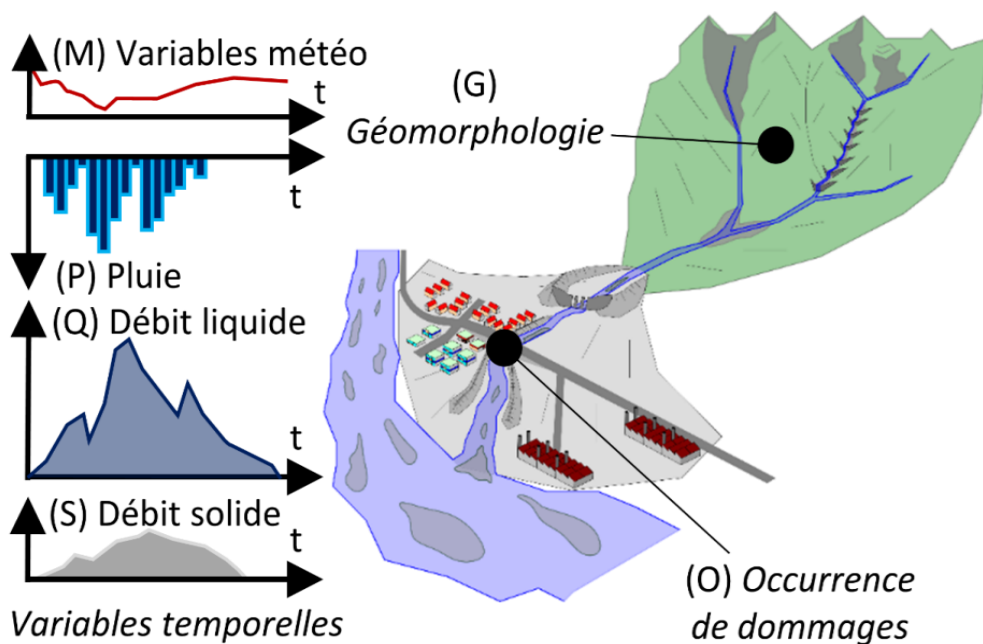 (M) Variables météo
t
t
(P) Pluie
(Q) Débit liquide
t
(S) Débit solide
t
Variables temporelles
(G)
Géomorphologie
(O) Occurrence
de dommages